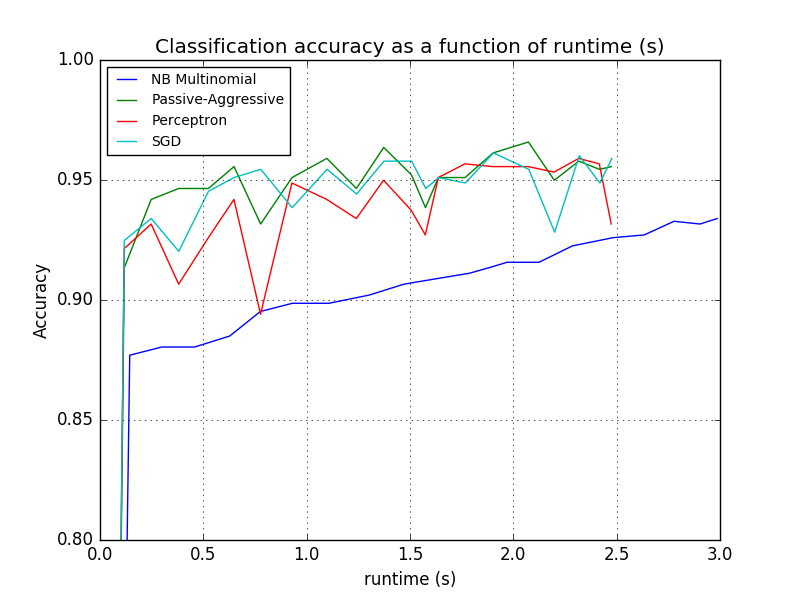 Classification accuracy as a function of runtime (s)
NB Multinomial
Passive-Aggressive
Perceptron
SGD
1.00
0.95
0.90
0.85
0.80
Accuracy
0.0 0.5 1.0 1.5 2.0 2.5 3.0
runtime (s)